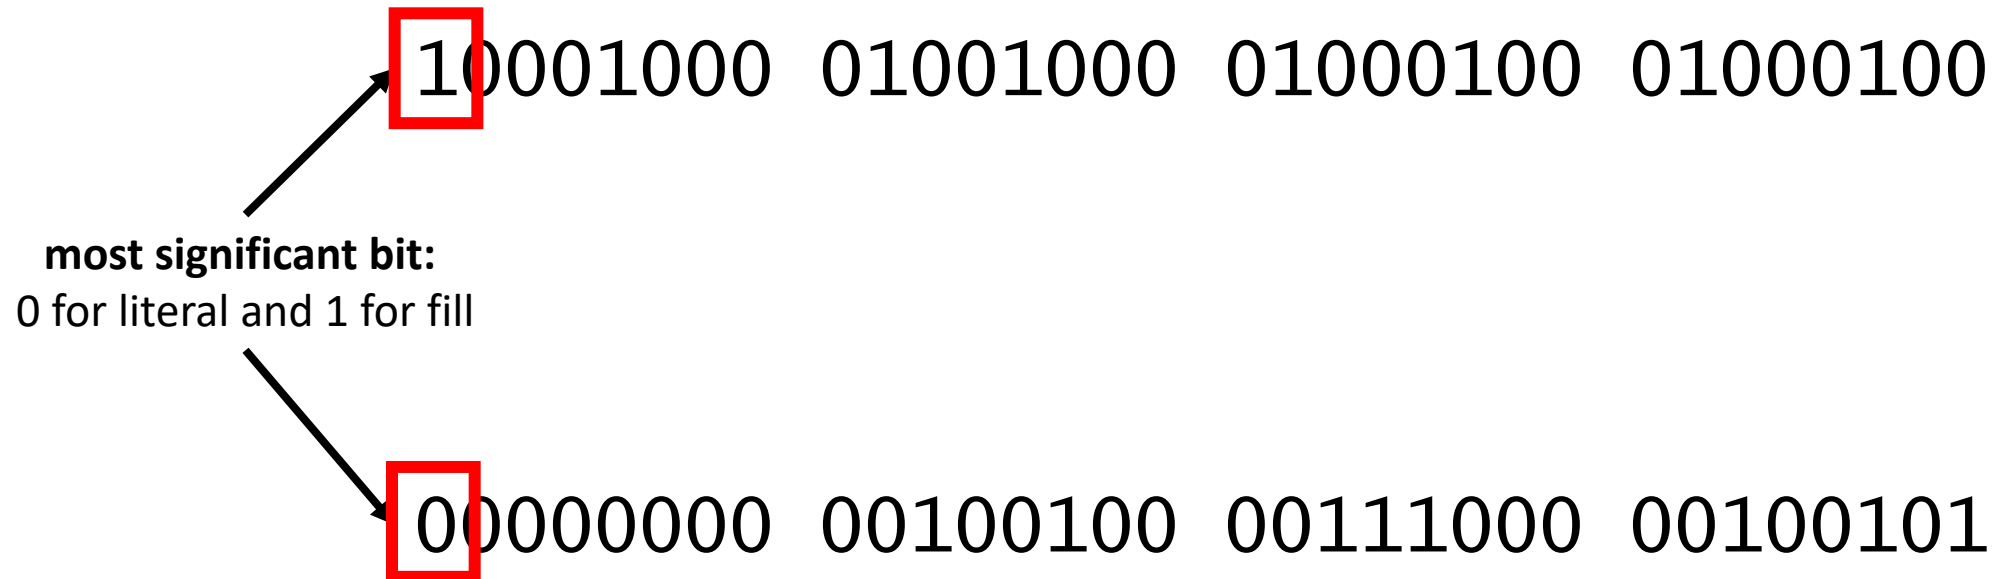 10001000 01001000 01000100 01000100
most significant bit:
0 for literal and 1 for fill
00000000 00100100 00111000 00100101